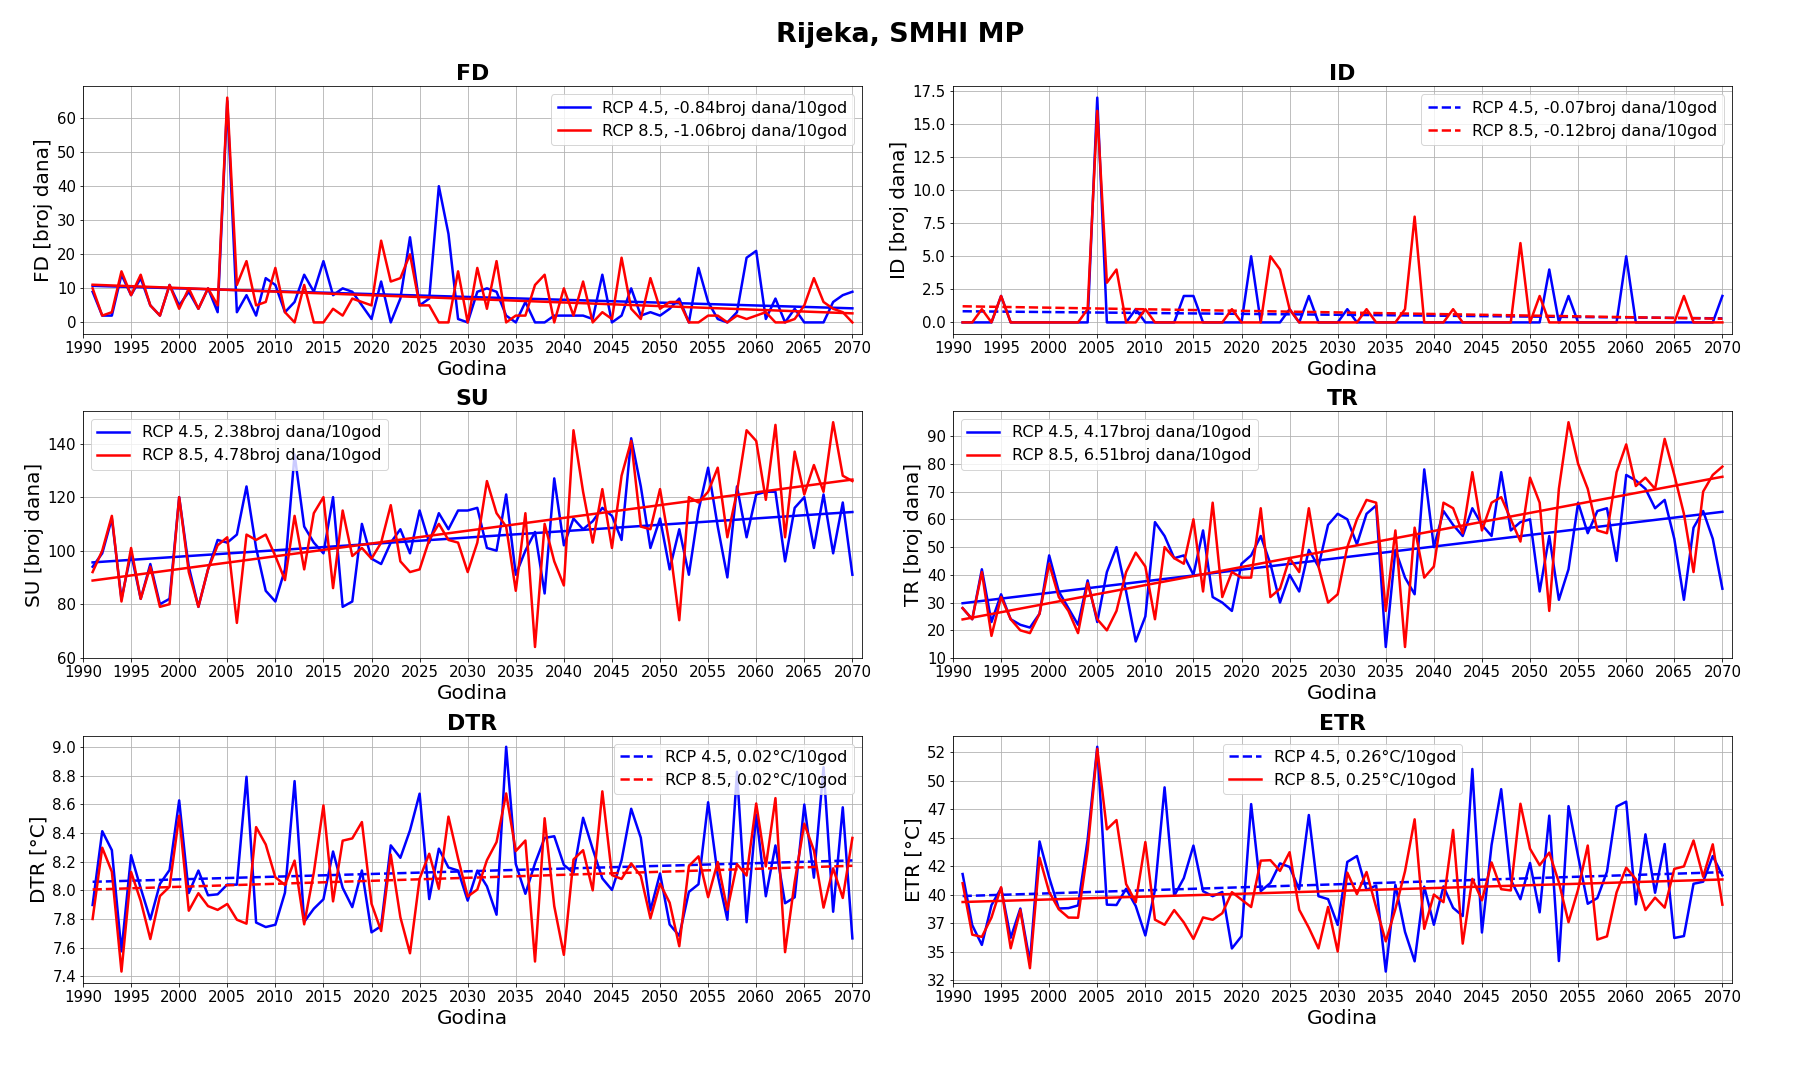 Rijeka, SMHI MP
FD
FD [broj dana]
60
50
40
30
20
10
0
RCP 4.5, -0.84broj dana/10god
RCP 8.5, -1.06broj dana/10god
1990 1995 2000 2005 2010 2015 2020 2025 2030 2035 2040 2045 2050 2055 2060 2065 2070
Godina
ID
ID [broj dana]
17.5
15.0
12.5
10.0
7.5
5.0
2.5
0.0
RCP 4.5, -0.07broj dana/10god
RCP 8.5, -0.12broj dana/10god
1990 1995 2000 2005 2010 2015 2020 2025 2030 2035 2040 2045 2050 2055 2060 2065 2070
Godina
SU
SU [broj dana]
140
120
100
80
60
RCP 4.5, 2.38broj dana/10god
RCP 8.5, 4.78broj dana/10god
1990 1995 2000 2005 2010 2015 2020 2025 2030 2035 2040 2045 2050 2055 2060 2065 2070
Godina
TR
TR [broj dana]
90
80
70
60
50
40
30
20
10
RCP 4.5, 4.17broj dana/10god
RCP 8.5, 6.51broj dana/10god
1990 1995 2000 2005 2010 2015 2020 2025 2030 2035 2040 2045 2050 2055 2060 2065 2070
Godina
DTR
DTR [°C]
9.0
8.8
8.6
8.4
8.2
8.0
7.8
7.6
7.4
RCP 4.5, 0.02°C/10god
RCP 8.5, 0.02°C/10god
1990 1995 2000 2005 2010 2015 2020 2025 2030 2035 2040 2045 2050 2055 2060 2065 2070
Godina
ETR
ETR [°C]
52
50
47
45
42
40
37
35
32
RCP 4.5, 0.26°C/10god
RCP 8.5, 0.25°C/10god
1990 1995 2000 2005 2010 2015 2020 2025 2030 2035 2040 2045 2050 2055 2060 2065 2070
Godina